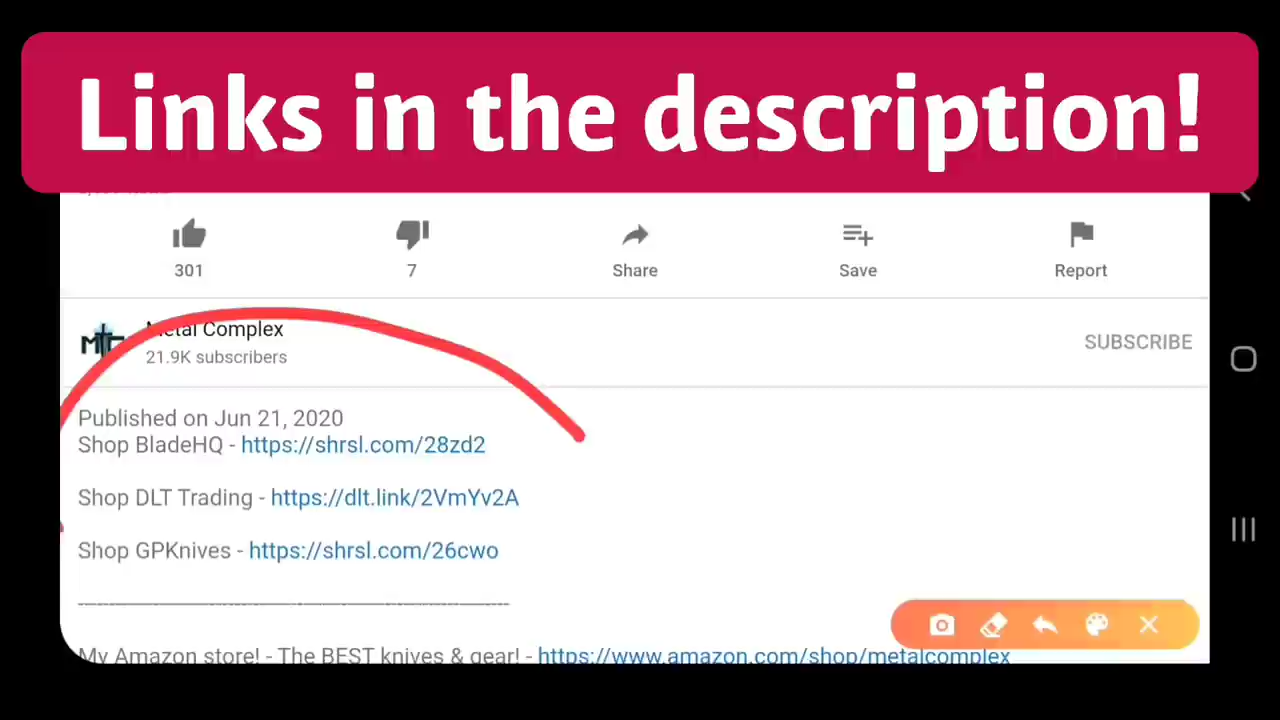 Links in the description!
301
7
Share
Save
Report
Metal Complex
21.9K subscribers
SUBSCRIBE
Published on Jun 21, 2020
Shop BladeHQ - https://shrsl.com/28zd2
Shop DLT Trading - https://dlt.link/2VmYv2A
Shop GPKnives - https://shrsl.com/26cwo
My Amazon store! - The BEST knives & gear! - https://www.amazon.com/shop/metalcomplex